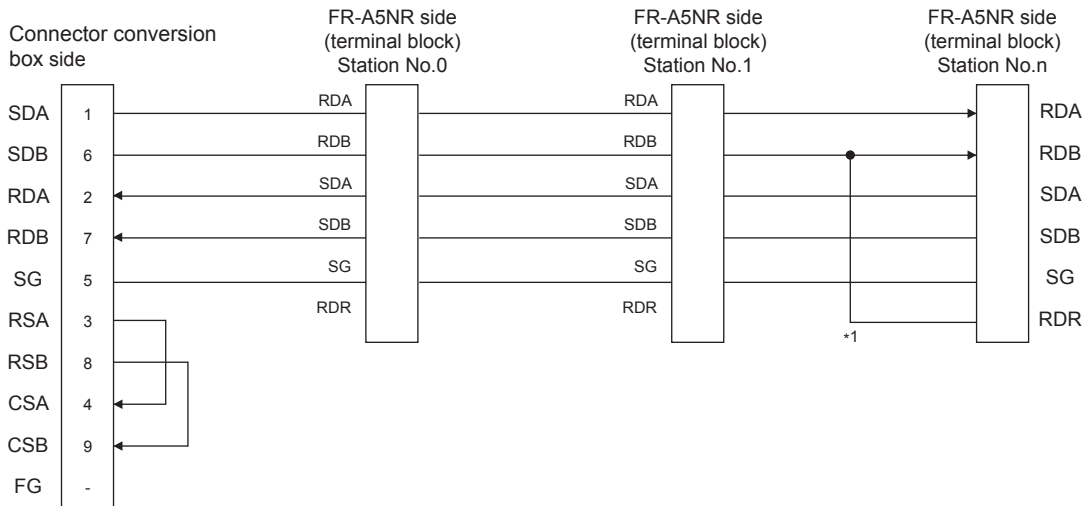 Connector conversion
box side
FR-A5NR side
(terminal block)
Station No.0
FR-A5NR side
(terminal block)
Station No.1
FR-A5NR side
(terminal block)
Station No.n
SDA 1 RDA RDA RDA
SDB 6 RDB RDB RDB
RDA 2 SDA SDA SDA
RDB 7 SDB SDB SDB
SG 5 SG SG SG
RSA 3 RDR RDR RDR
*1
RSB 8
CSA 4
CSB 9
FG -